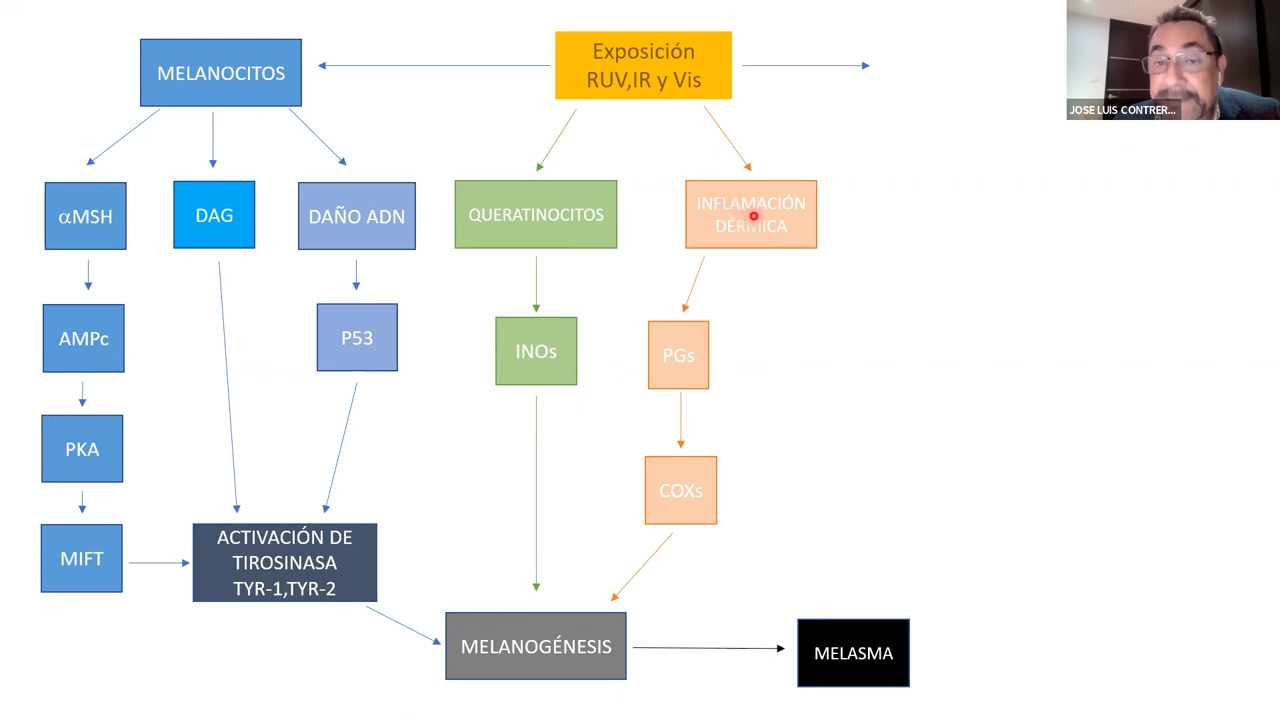 MELANOCITOS
Exposición
RUV,IR y Vis
JOSE LUIS CONTRER...
αMSH
DAG
DAÑO ADN
QUERATINOCITOS
INFLAMACIÓN
DÉRMICA
AMPc
P53
INOs
PGs
PKA
COXs
MIFT
ACTIVACIÓN DE
TIROSINASA
TYR-1,TYR-2
MELANOGÉNESIS
MELASMA